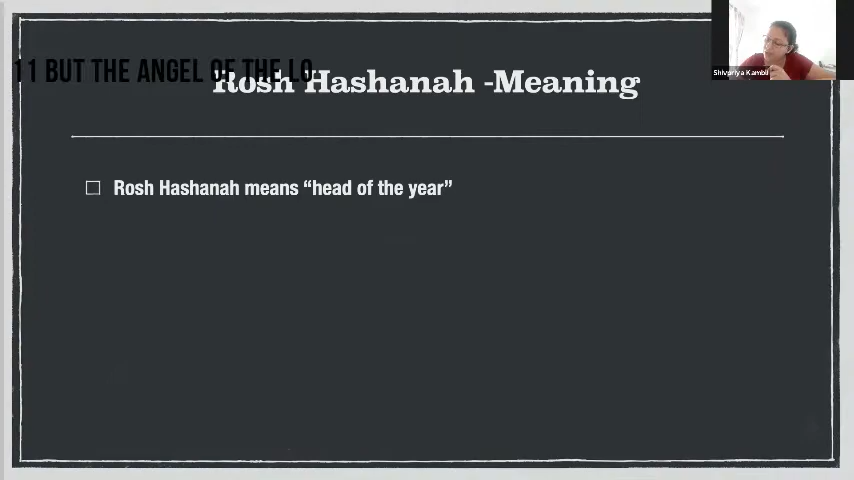 11 BUT THE ANGEL OF THE LO
Rosh Hashanah -Meaning
Shivpriya Kambli
Rosh Hashanah means “head of the year”